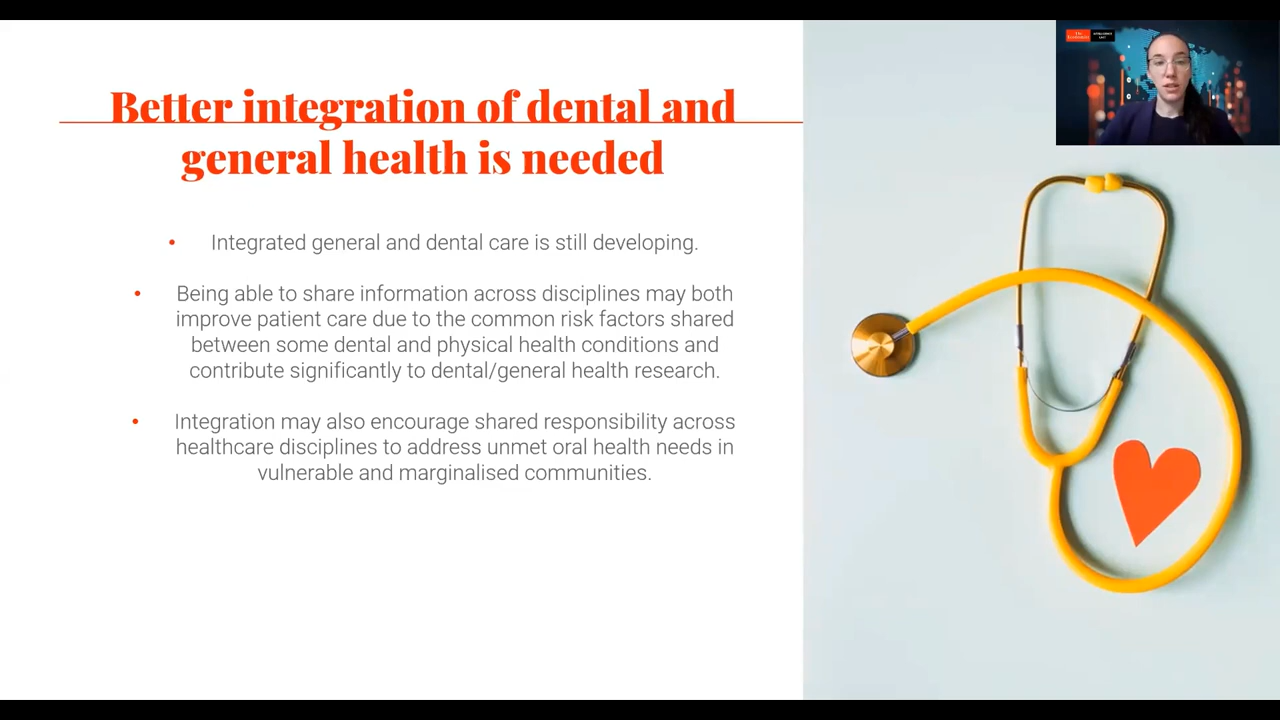 Better integration of dental and
general health is needed
• Integrated general and dental care is still developing.
• Being able to share information across disciplines may both
improve patient care due to the common risk factors shared
between some dental and physical health conditions and
contribute significantly to dental/general health research.
• Integration may also encourage shared responsibility across
healthcare disciplines to address unmet oral health needs in
vulnerable and marginalised communities.